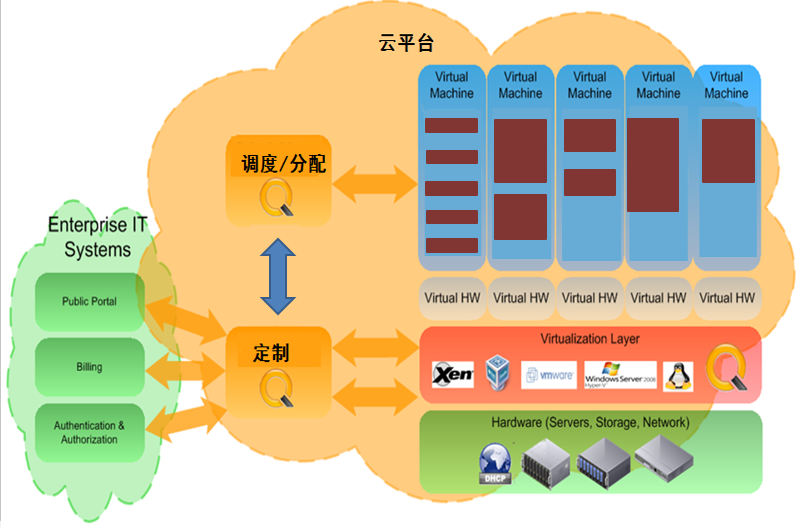 云平台
Virtual
Machine
Virtual
Machine
Virtual
Machine
Virtual
Machine
Virtual
Machine
调度/分配
Enterprise IT
Systems
Public Portal
Billing
Authentication &
Authorization
定制
Virtual HW
Virtual HW
Virtual HW
Virtual HW
Virtual HW
Virtualization Layer
Xen
vmware
Windows Server 2008
Hyper-V
Hardware (Servers, Storage, Network)
DHCP